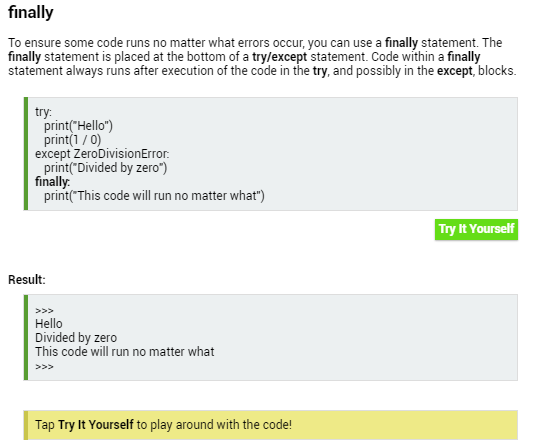 finally
To ensure some code runs no matter what errors occur, you can use a finally statement. The
finally statement is placed at the bottom of a try/except statement. Code within a finally
statement always runs after execution of the code in the try, and possibly in the except, blocks.
try:
   print("Hello")
   print(1 / 0)
except ZeroDivisionError:
   print("Divided by zero")
finally:
   print("This code will run no matter what")
Try It Yourself
Result:
>>>
Hello
Divided by zero
This code will run no matter what
>>>
Tap Try It Yourself to play around with the code!